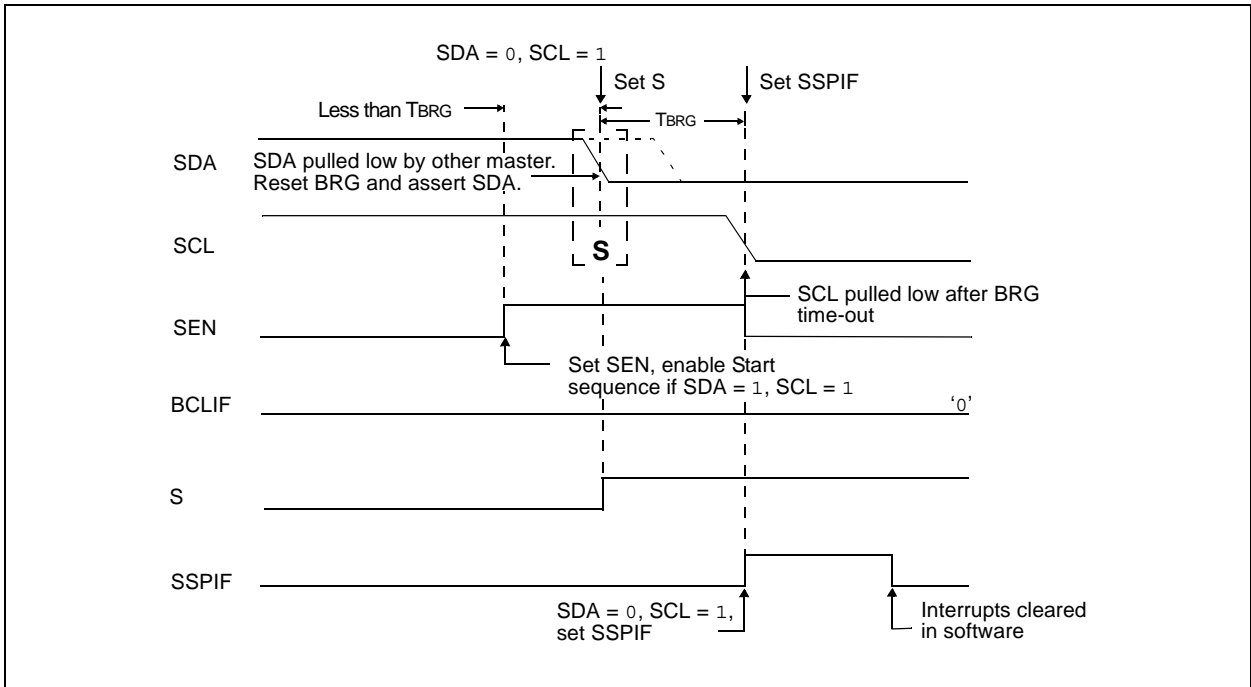 SDA = 0, SCL = 1
Set S
Set SSPIF
Less than TBRG
TBRG
SDA
SDA pulled low by other master.
Reset BRG and assert SDA.
SCL
S
SCL pulled low after BRG
time-out
SEN
Set SEN, enable Start
sequence if SDA = 1, SCL = 1
BCLIF
‘0’
S
SSPIF
SDA = 0, SCL = 1,
set SSPIF
Interrupts cleared
in software